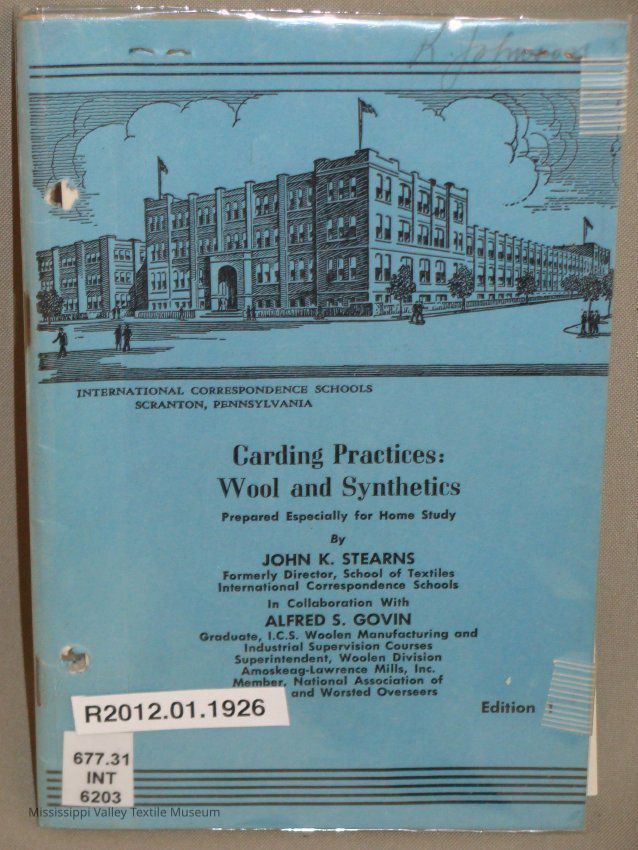 INTERNATIONAL CORRESPONDENCE SCHOOLS
SCRANTON, PENNSYLVANIA
Carding Practices:
Wool and Synthetics
Prepared Especially for Home Study
By
JOHN K. STEARNS
Formerly Director, School of Textiles
International Correspondence Schools
In Collaboration With
ALFRED S. GOVIN
Graduate, I.C.S. Woolen Manufacturing and
Industrial Supervision Courses
Superintendent, Woolen Division
Amoskeag-Lawrence Mills, Inc.
Member, National Association of
and Worsted Overseers
Edition
R2012.01.1926
677.31
INT
6203
Mississippi Valley Textile Museum